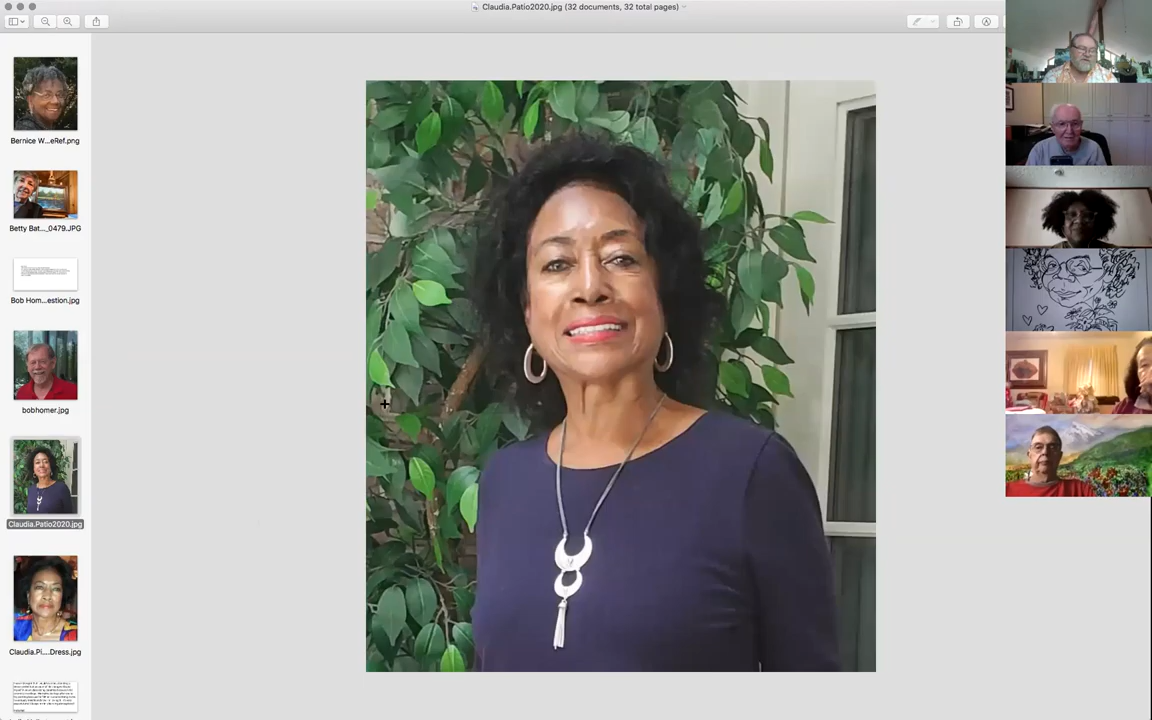 Claudia.Patio2020.jpg (32 documents, 32 total pages)
Bernice W...eRef.png
Betty Bat..._0479.JPG
Bob Hom...estion.jpg
bobhomer.jpg
Claudia.Patio2020.jpg
Claudia.Pi....Dress.jpg